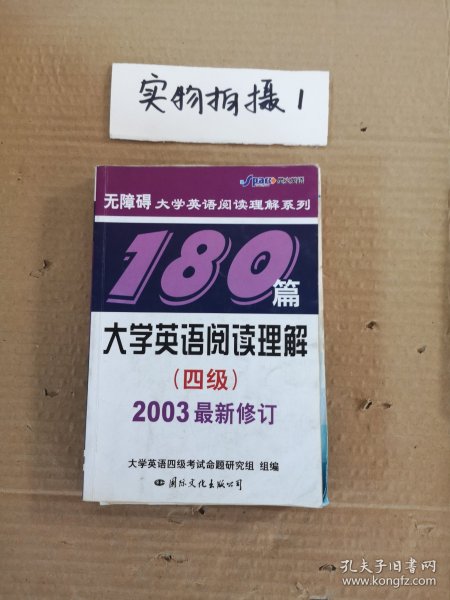 实物拍摄1
Spark 星火英语
无障碍 大学英语阅读理解系列
180
篇
大学英语阅读理解
(四级)
2003最新修订
大学英语四级考试命题研究组 组编
国际文化出版公司
孔夫子旧书网
www.kongfz.com